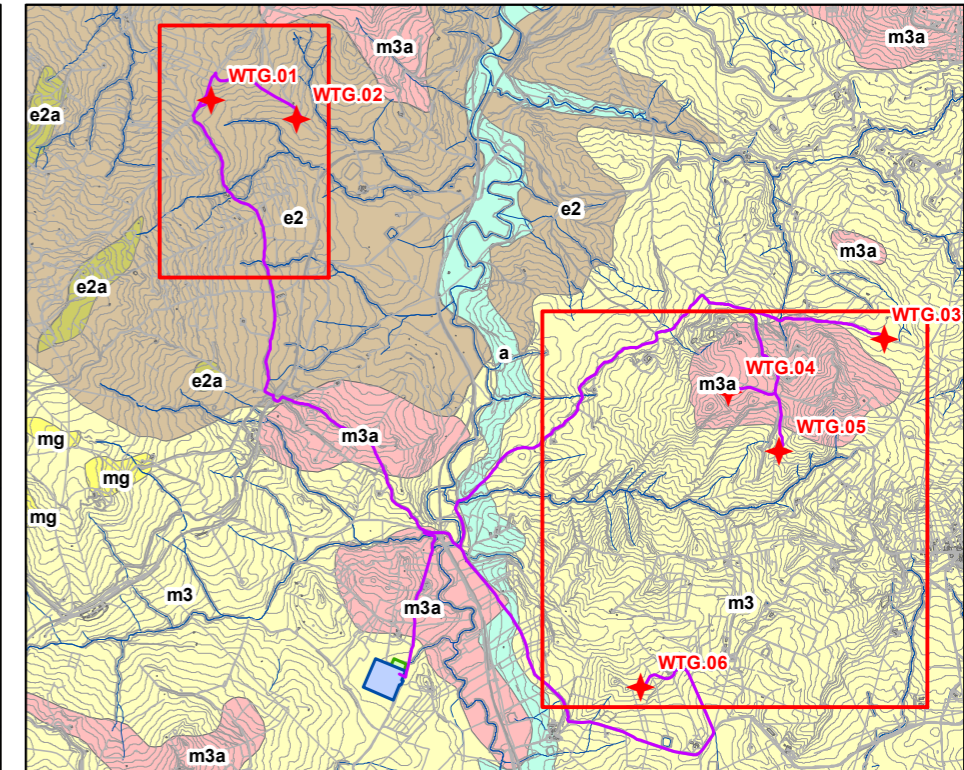 m3a
m3a
WTG.01
WTG.02
e2a
e2
e2
m3a
e2a
WTG.03
a
WTG.04
m3a
e2a
WTG.05
m3a
mg
mg
mg
m3
m3
m3a
WTG.06
m3a